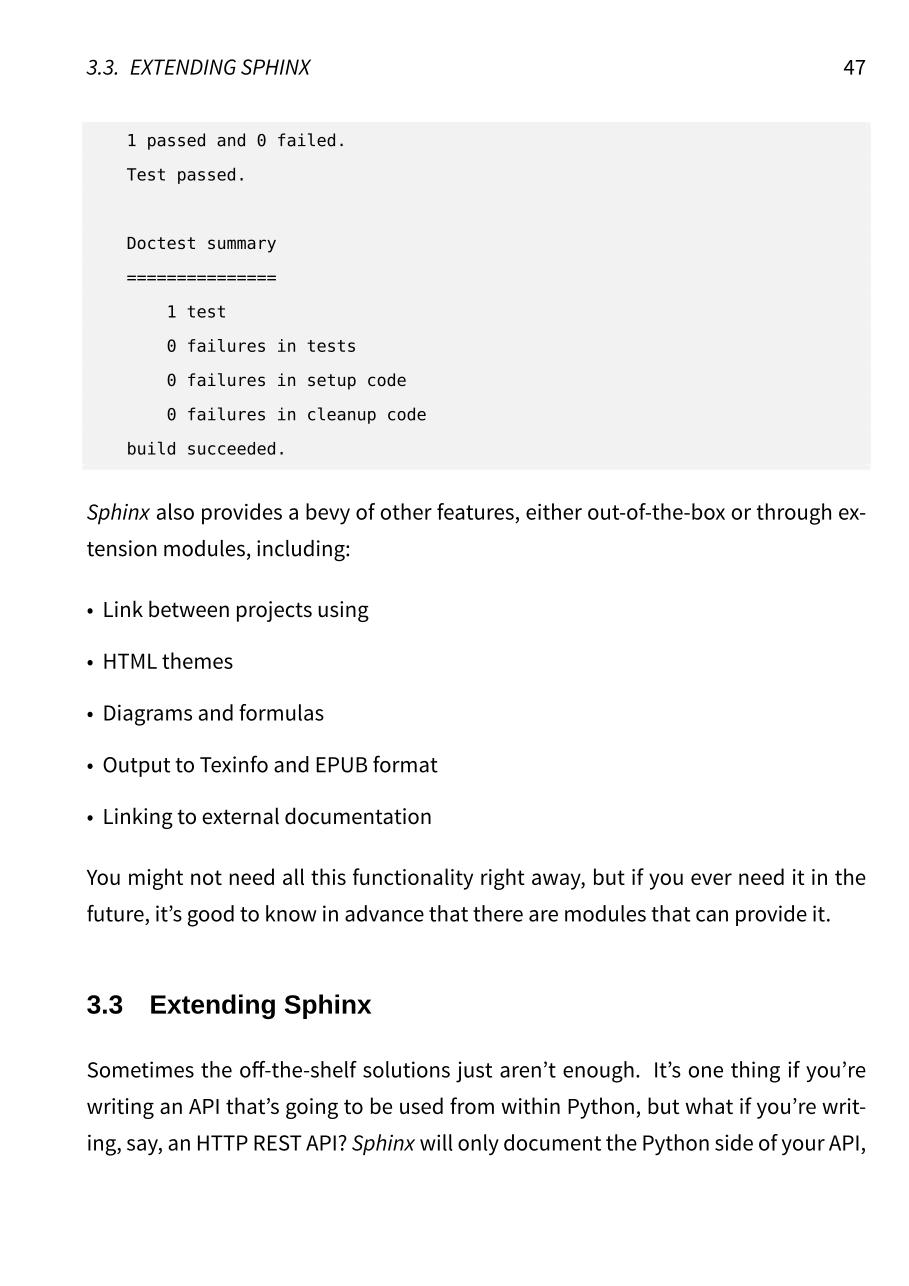 3.3. EXTENDING SPHINX 47
1 passed and 0 failed.
Test passed.
Doctest summary
===============
1 test
0 failures in tests
0 failures in setup code
0 failures in cleanup code
build succeeded.
Sphinx also provides a bevy of other features, either out-of-the-box or through ex-
tension modules, including:
• Link between projects using
• HTML themes
• Diagrams and formulas
• Output to Texinfo and EPUB format
• Linking to external documentation
You might not need all this functionality right away, but if you ever need it in the
future, it’s good to know in advance that there are modules that can provide it.
3.3 Extending Sphinx
Sometimes the off-the-shelf solutions just aren’t enough. It’s one thing if you’re
writing an API that’s going to be used from within Python, but what if you’re writ-
ing, say, an HTTP REST API? Sphinx will only document the Python side of your API,